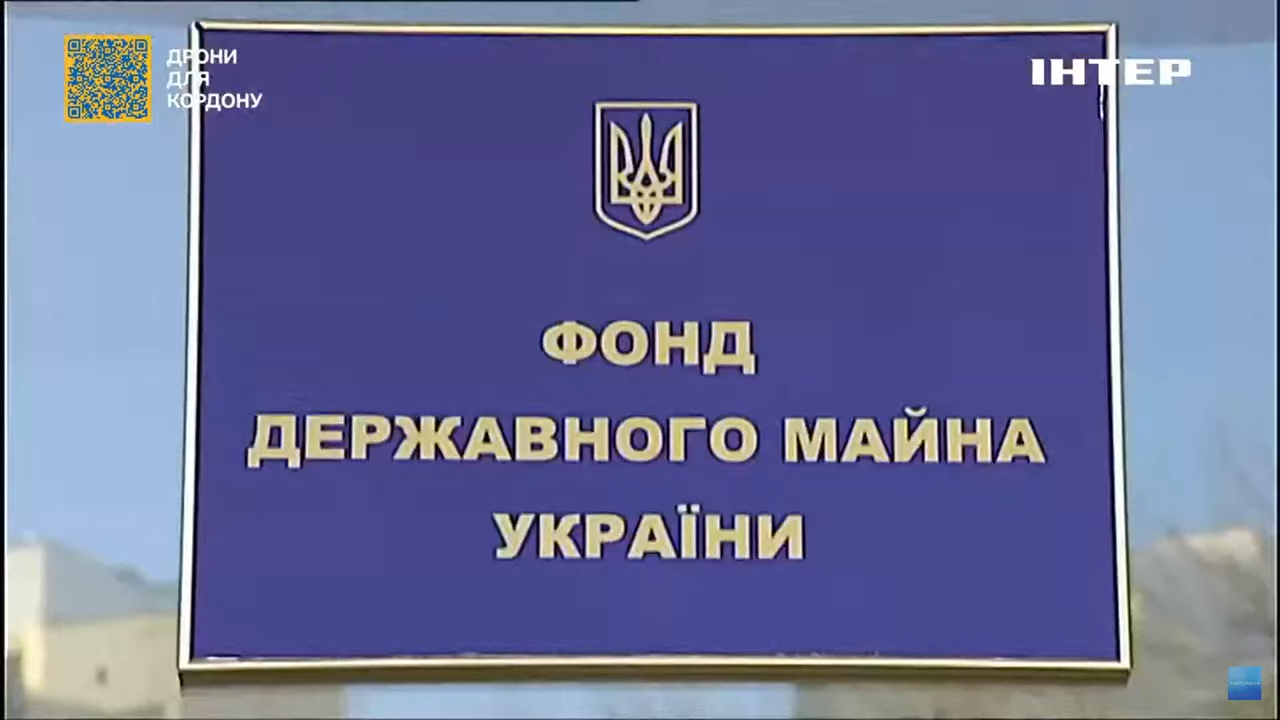 ДРОНИ
ДЛЯ
КОРДОНУ
ІНТЕР
ФОНД
ДЕРЖАВНОГО МАЙНА
УКРАЇНИ